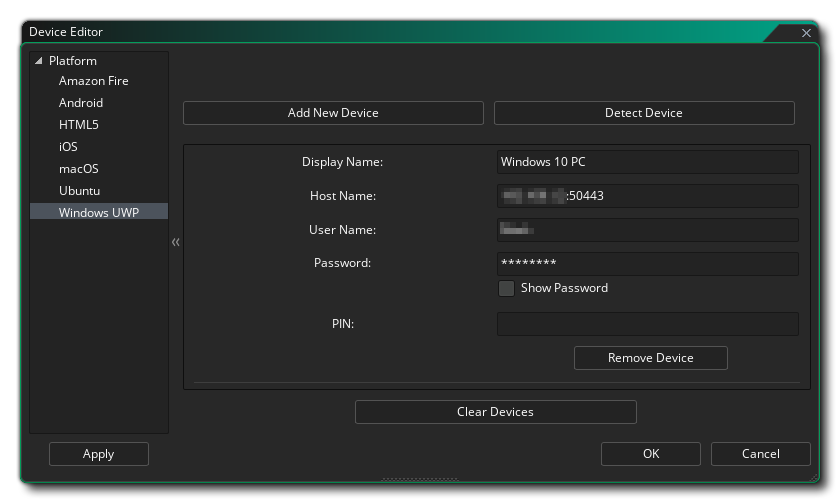 Device Editor
Platform
Amazon Fire
Android
HTML5
iOS
macOS
Ubuntu
Windows UWP
Add New Device
Detect Device
Display Name:
Windows 10 PC
Host Name:
:50443
User Name:
Password:
********
Show Password
PIN:
Remove Device
Clear Devices
Apply
OK
Cancel